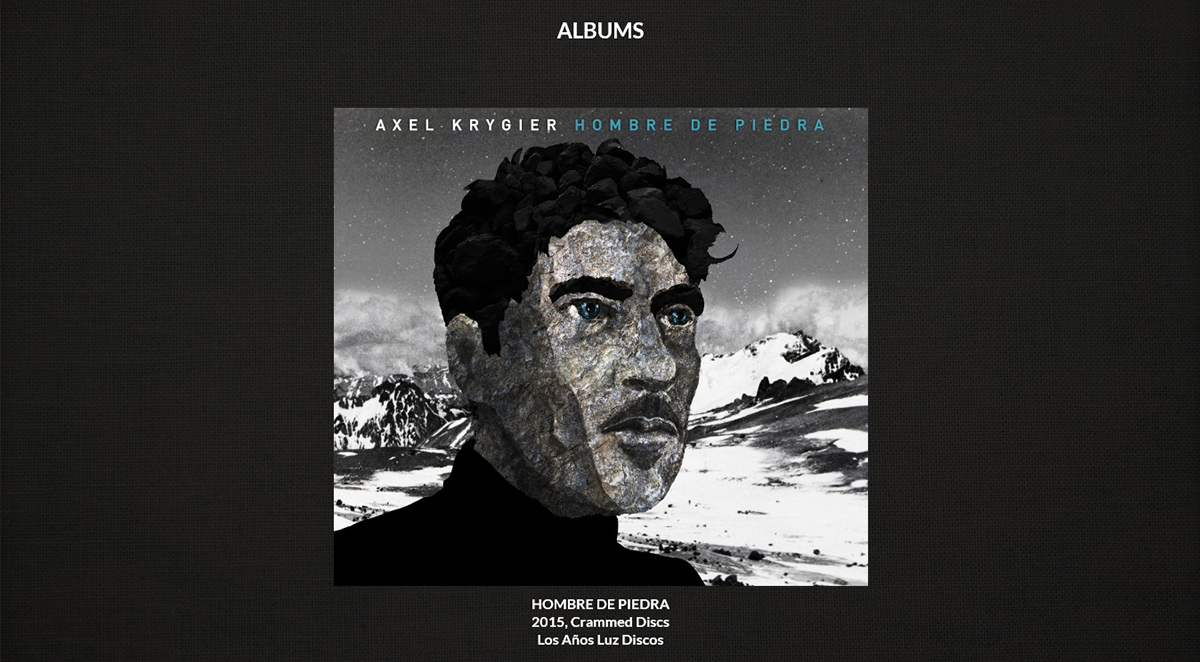 ALBUMS
AXEL KRYGIER HOMBRE DE PIEDRA
HOMBRE DE PIEDRA
2015, Crammed Discs
Los Años Luz Discos